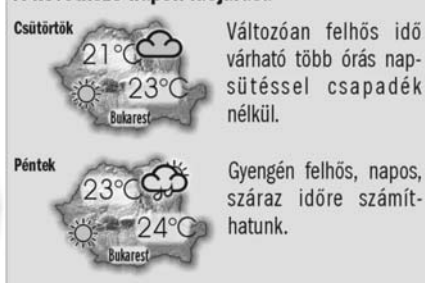 Csütörtök
21°C
23°C
Bukarest
Változóan felhős idő
várható több órás nap-
sütéssel csapadék
nélkül.
Péntek
23°C
24°C
Bukarest
Gyengén felhős, napos,
száraz időre számít-
hatunk.